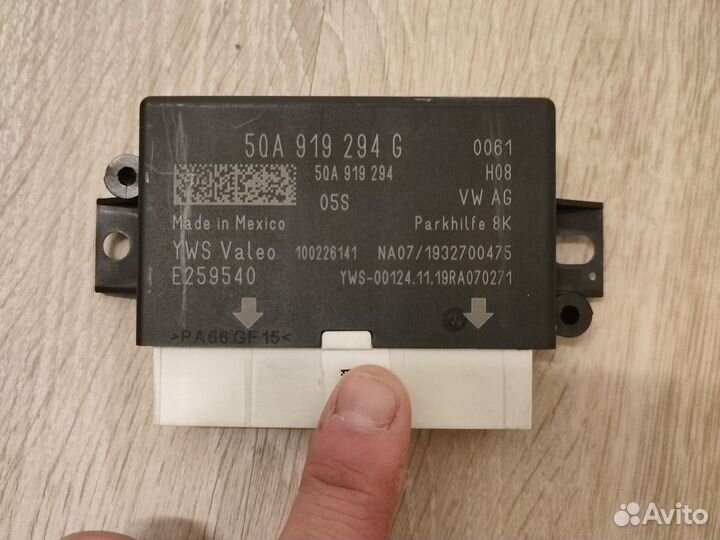 5QA 919 294 G 0061
5QA 919 294 H08
05S VW AG
Made in Mexico Parkhilfe 8K
YWS Valeo 100226141 NA07/1932700475
E259540 YWS-00124.11.19RA070271
>PA66 GF15<
Avito